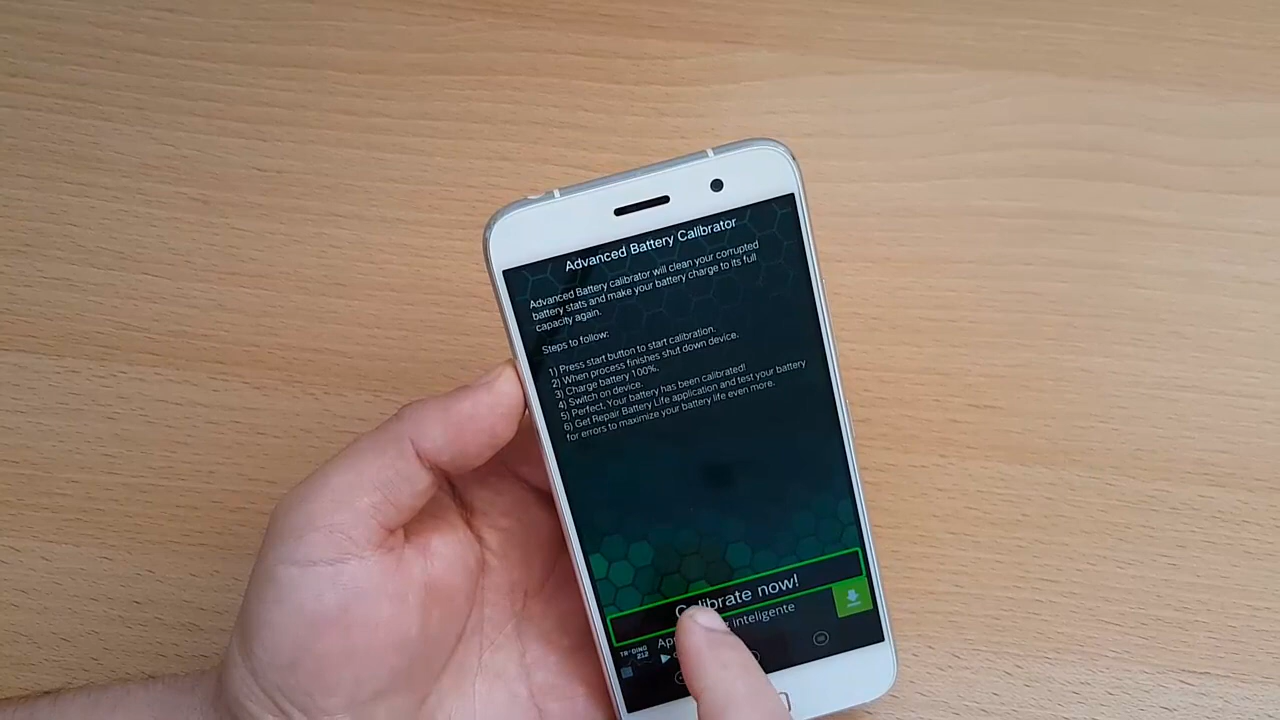 Advanced Battery Calibrator
Advanced Battery calibrator will clean your corrupted
battery stats and make your battery charge to its full
capacity again.
Steps to follow:
1) Press start button to start calibration.
2) When process finishes shut down device.
3) Charge battery 100%.
4) Switch on device.
5) Perfect, Your battery has been calibrated!
6) Get Repair Battery Life application and test your battery
for errors to maximize your battery life even more.
Calibrate now!
inteligente
TRADING
212